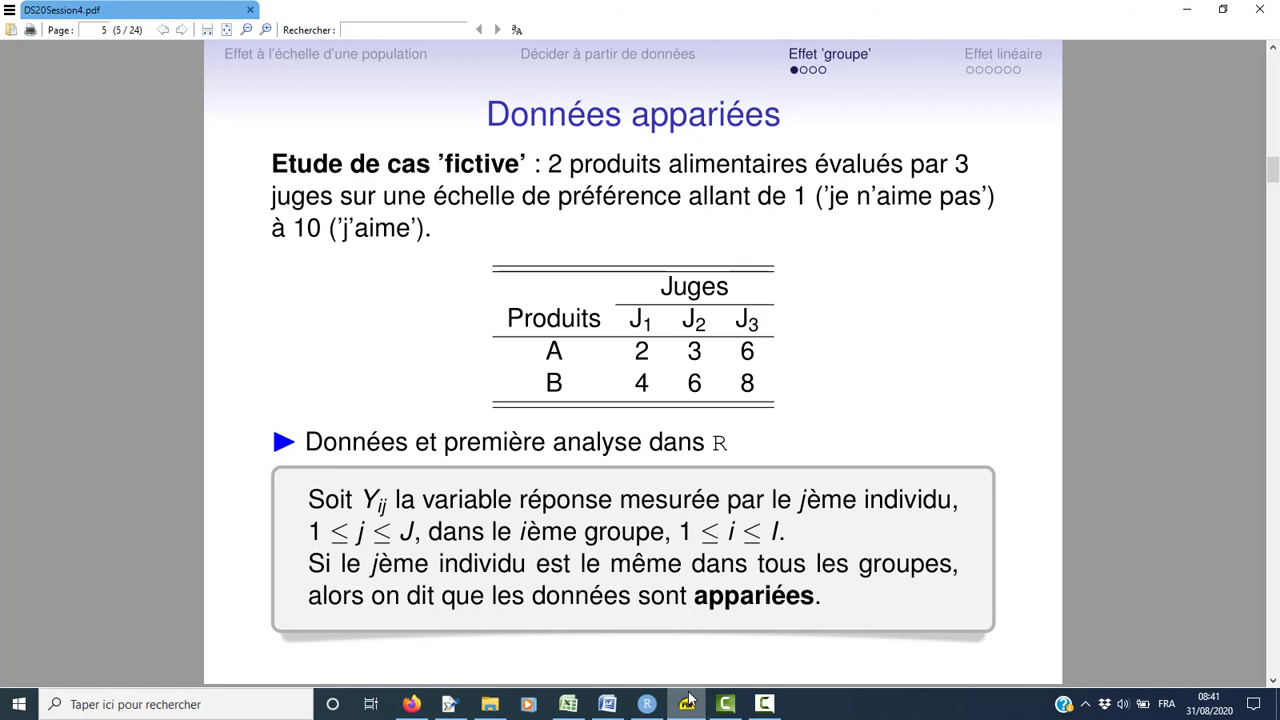 DS20Session4.pdf
Page : 5 (5 / 24) Rechercher :
Effet à l'échelle d'une population Décider à partir de données Effet 'groupe' Effet linéaire
Données appariées
Etude de cas 'fictive' : 2 produits alimentaires évalués par 3
juges sur une échelle de préférence allant de 1 ('je n'aime pas')
à 10 ('j'aime').
Juges
Produits J1 J2 J3
A 2 3 6
B 4 6 8
Données et première analyse dans R
Soit Yij la variable réponse mesurée par le jème individu,
1 ≤ j ≤ J, dans le ième groupe, 1 ≤ i ≤ I.
Si le jème individu est le même dans tous les groupes,
alors on dit que les données sont appariées.
Taper ici pour rechercher
FRA
08:41
31/08/2020